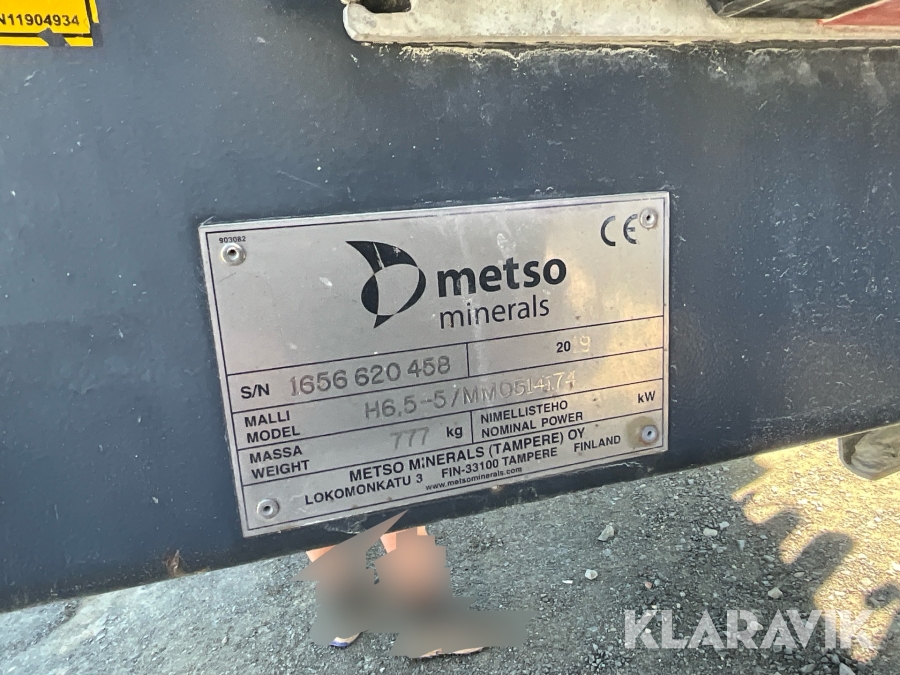 N11904934
903082
CE
metso
minerals
S/N 1656 620 458
20 9
MALLI
MODEL H6.5-5/MM0514174
MASSA
WEIGHT 777 kg
NIMELLISTEHO
NOMINAL POWER kW
METSO MINERALS (TAMPERE) OY
LOKOMONKATU 3 FIN-33100 TAMPERE FINLAND
www.metsominerals.com
KLARAVIK